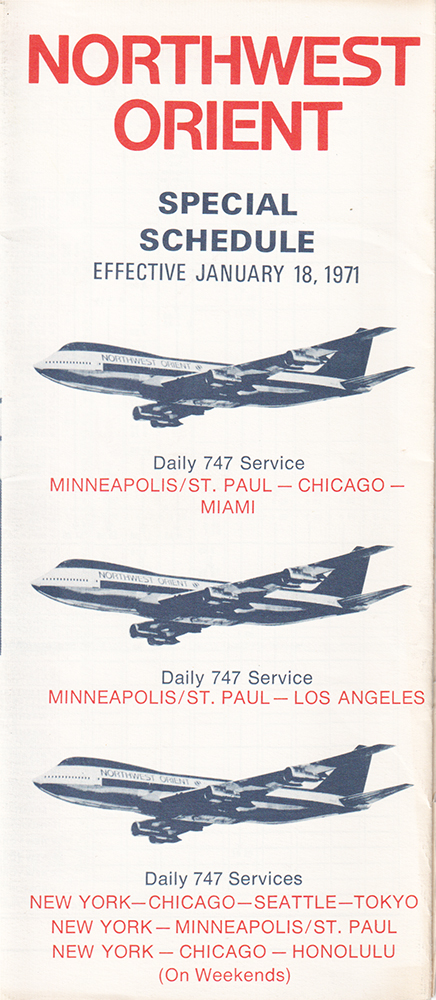 NORTHWEST
ORIENT
SPECIAL
SCHEDULE
EFFECTIVE JANUARY 18, 1971
NORTHWEST ORIENT
Daily 747 Service
MINNEAPOLIS/ST. PAUL — CHICAGO —
MIAMI
NORTHWEST ORIENT
Daily 747 Service
MINNEAPOLIS/ST. PAUL — LOS ANGELES
NORTHWEST ORIENT
Daily 747 Services
NEW YORK—CHICAGO—SEATTLE—TOKYO
NEW YORK — MINNEAPOLIS/ST. PAUL
NEW YORK — CHICAGO — HONOLULU
(On Weekends)